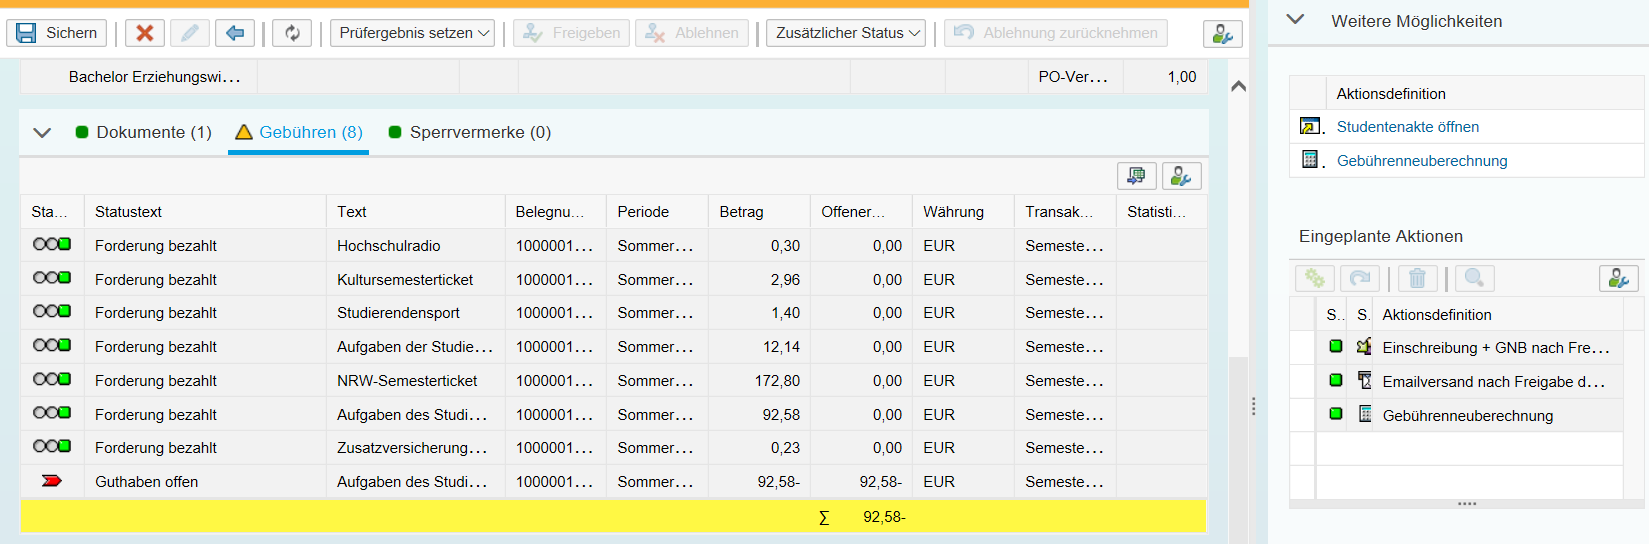 Sichern Prüfergebnis setzen Freigeben Ablehnen Zusätzlicher Status Ablehnung zurücknehmen
Bachelor Erziehungswi... PO-Ver... 1,00
Dokumente (1) Gebühren (8) Sperrvermerke (0)
Sta... Statustext Text Belegnu... Periode Betrag Offener... Währung Transak... Statisti...
Forderung bezahlt Hochschulradio 1000001... Sommer... 0,30 0,00 EUR Semeste...
Forderung bezahlt Kultursemesterticket 1000001... Sommer... 2,96 0,00 EUR Semeste...
Forderung bezahlt Studierendensport 1000001... Sommer... 1,40 0,00 EUR Semeste...
Forderung bezahlt Aufgaben der Studie... 1000001... Sommer... 12,14 0,00 EUR Semeste...
Forderung bezahlt NRW-Semesterticket 1000001... Sommer... 172,80 0,00 EUR Semeste...
Forderung bezahlt Aufgaben des Studi... 1000001... Sommer... 92,58 0,00 EUR Semeste...
Forderung bezahlt Zusatzversicherung... 1000001... Sommer... 0,23 0,00 EUR Semeste...
Guthaben offen Aufgaben des Studi... 1000001... Sommer... 92,58- 92,58- EUR Semeste...
∑ 92,58-
Weitere Möglichkeiten
Aktionsdefinition
Studentenakte öffnen
Gebührenneuberechnung
Eingeplante Aktionen
S.. S.. Aktionsdefinition
Einschreibung + GNB nach Fre...
Emailversand nach Freigabe d...
Gebührenneuberechnung